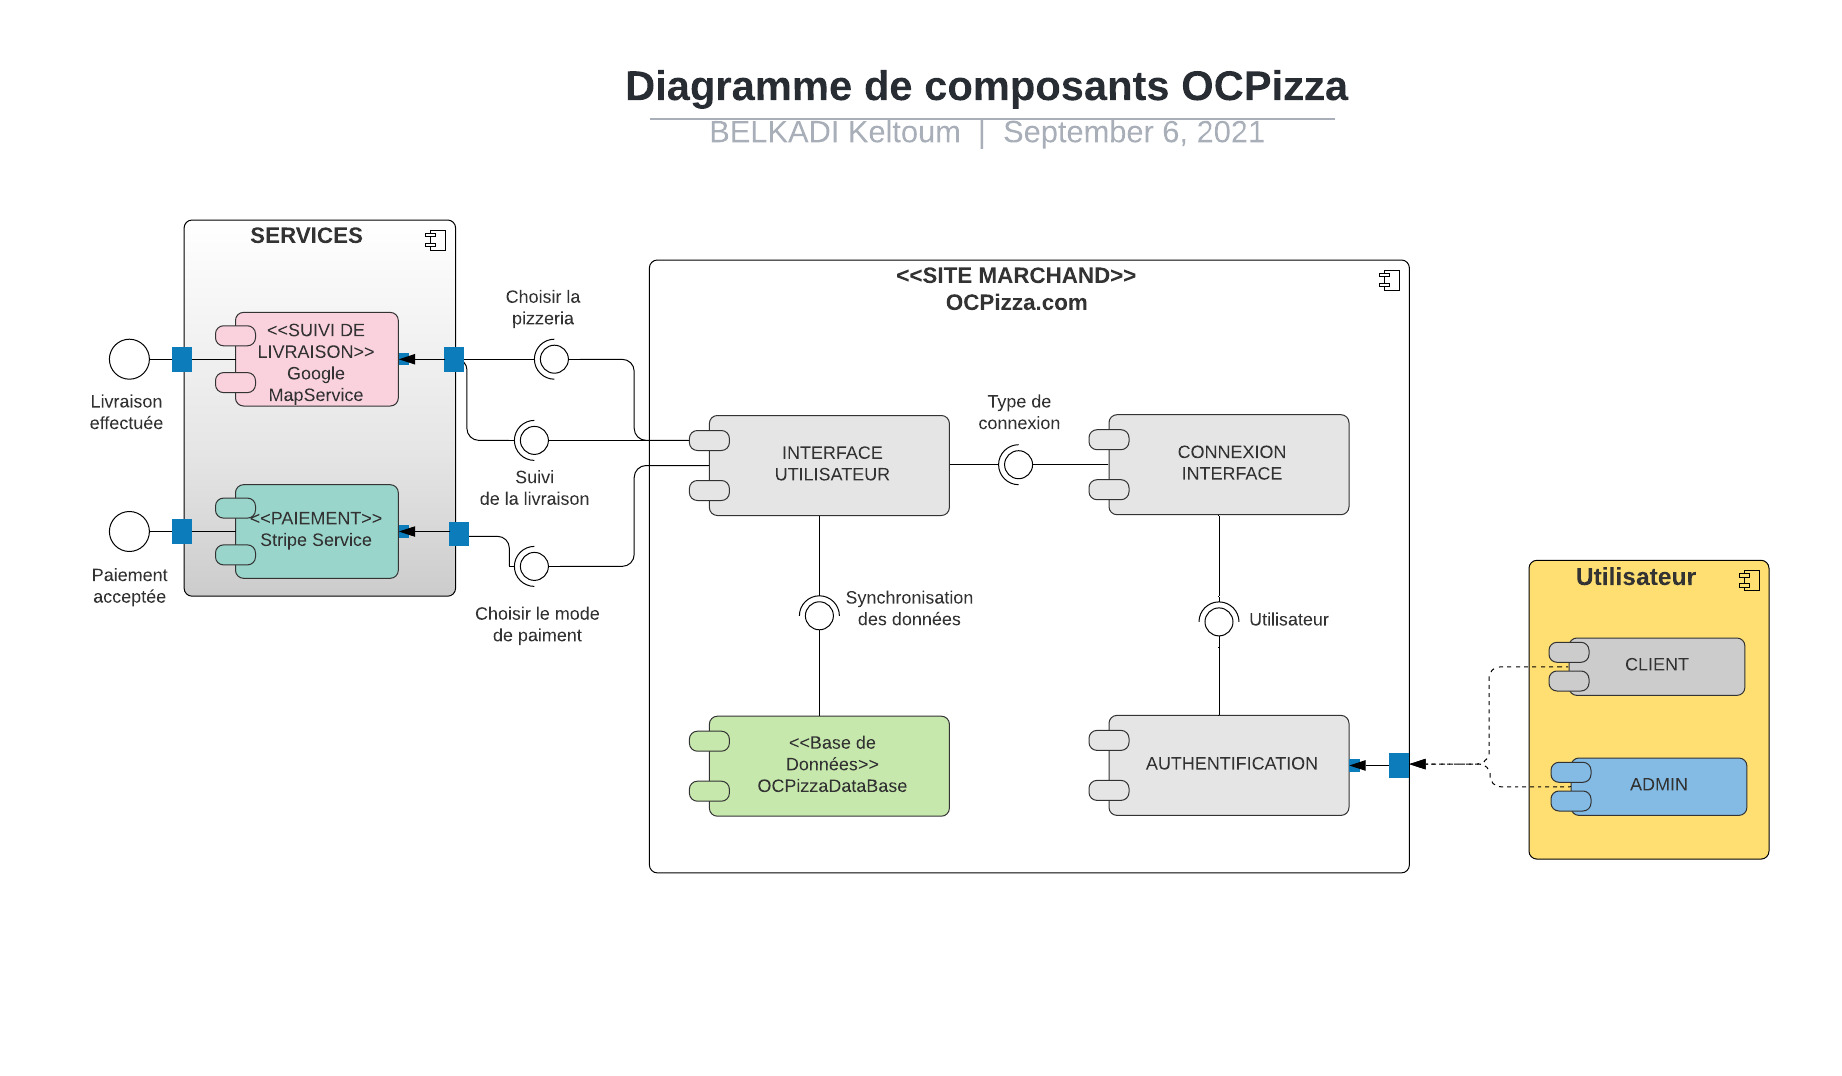 Diagramme de composants OCPizza
BELKADI Keltoum | September 6, 2021
SERVICES
<<SUIVI DE
LIVRAISON>>
Google
MapService
Livraison
effectuée
<<PAIEMENT>>
Stripe Service
Paiement
acceptée
Choisir la
pizzeria
Suivi
de la livraison
Choisir le mode
de paiment
<<SITE MARCHAND>>
OCPizza.com
INTERFACE
UTILISATEUR
Type de
connexion
CONNEXION
INTERFACE
Synchronisation
des données
Utilisateur
<<Base de
Données>>
OCPizzaDataBase
AUTHENTIFICATION
Utilisateur
CLIENT
ADMIN